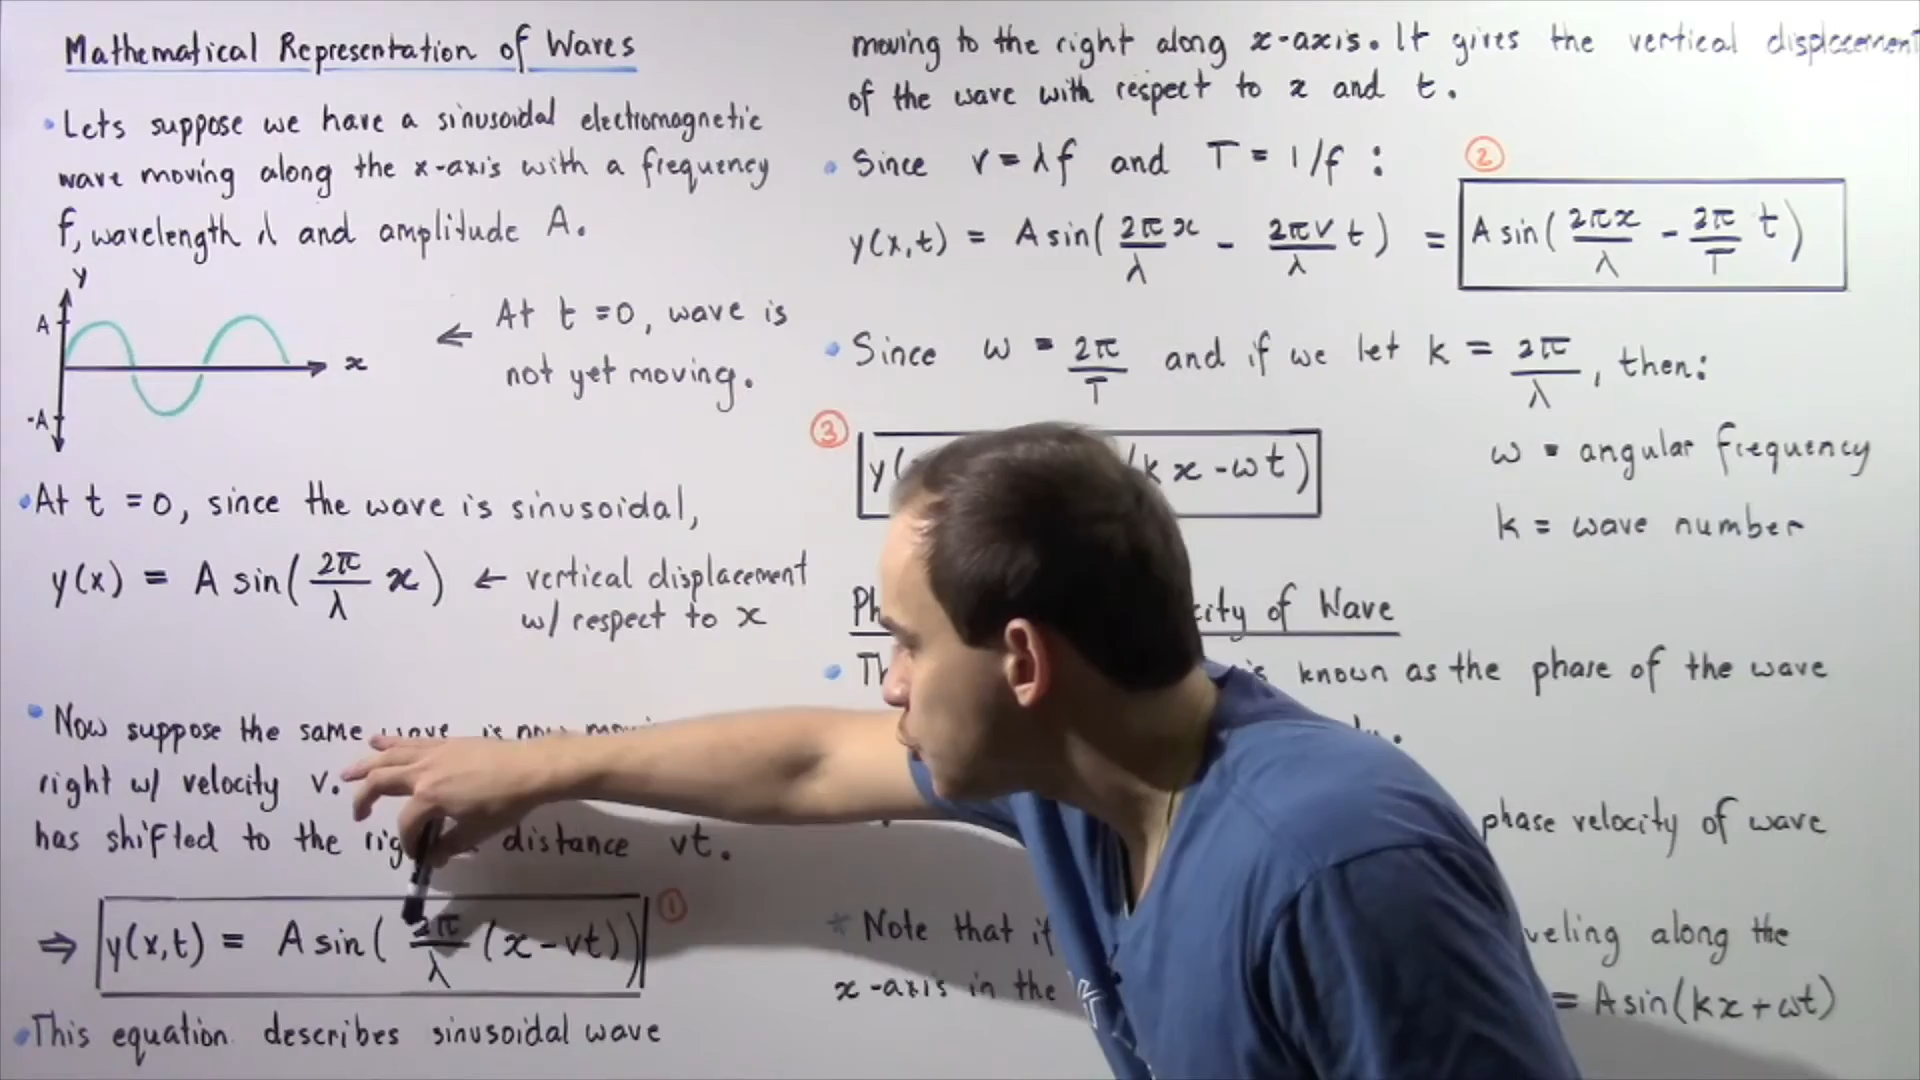 Mathematical Representation of Waves
• Lets suppose we have a sinusoidal electromagnetic
wave moving along the x-axis with a frequency
f, wavelength λ and amplitude A.
y
A
x
-A
← At t = 0, wave is
not yet moving.
• At t = 0, since the wave is sinusoidal,
y(x) = A sin(2π/λ x) ← vertical displacement
w/ respect to x
• Now suppose the same wave is now
right w/ velocity v.
has shifted to the distance vt.
⇒ y(x,t) = A sin(2π/λ (x-vt)) ①
• This equation describes sinusoidal wave
moving to the right along x-axis. It gives the vertical displacement
of the wave with respect to x and t.
• Since v = λf and T = 1/f :
②
y(x,t) = A sin(2πx/λ - 2πv/λ t) = A sin(2πx/λ - 2π/T t)
• Since ω = 2π/T and if we let k = 2π/λ, then:
③ y( (kx-ωt)
ω = angular frequency
k = wave number
of Wave
• is known as the phase of the wave
phase velocity of wave
* Note that if along the
x-axis in the = A sin(kx+ωt)